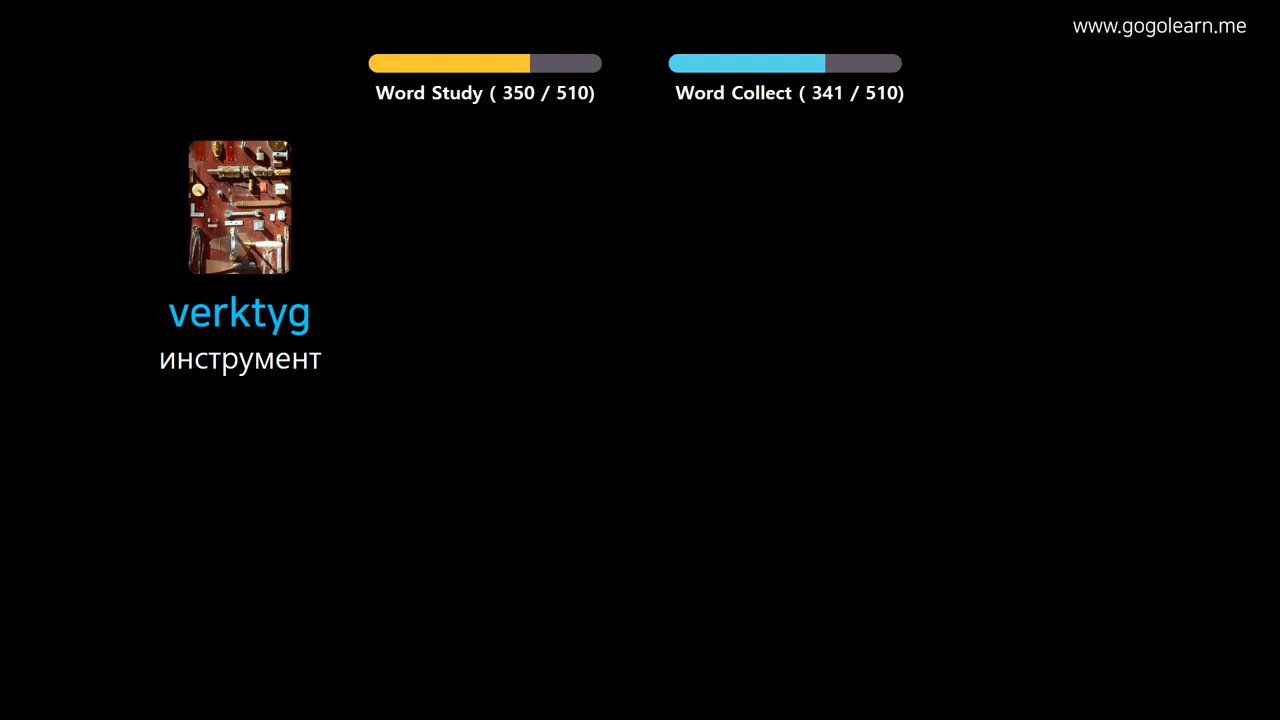 www.gogolearn.me
Word Study ( 350 / 510)
Word Collect ( 341 / 510)
verktyg
инструмент